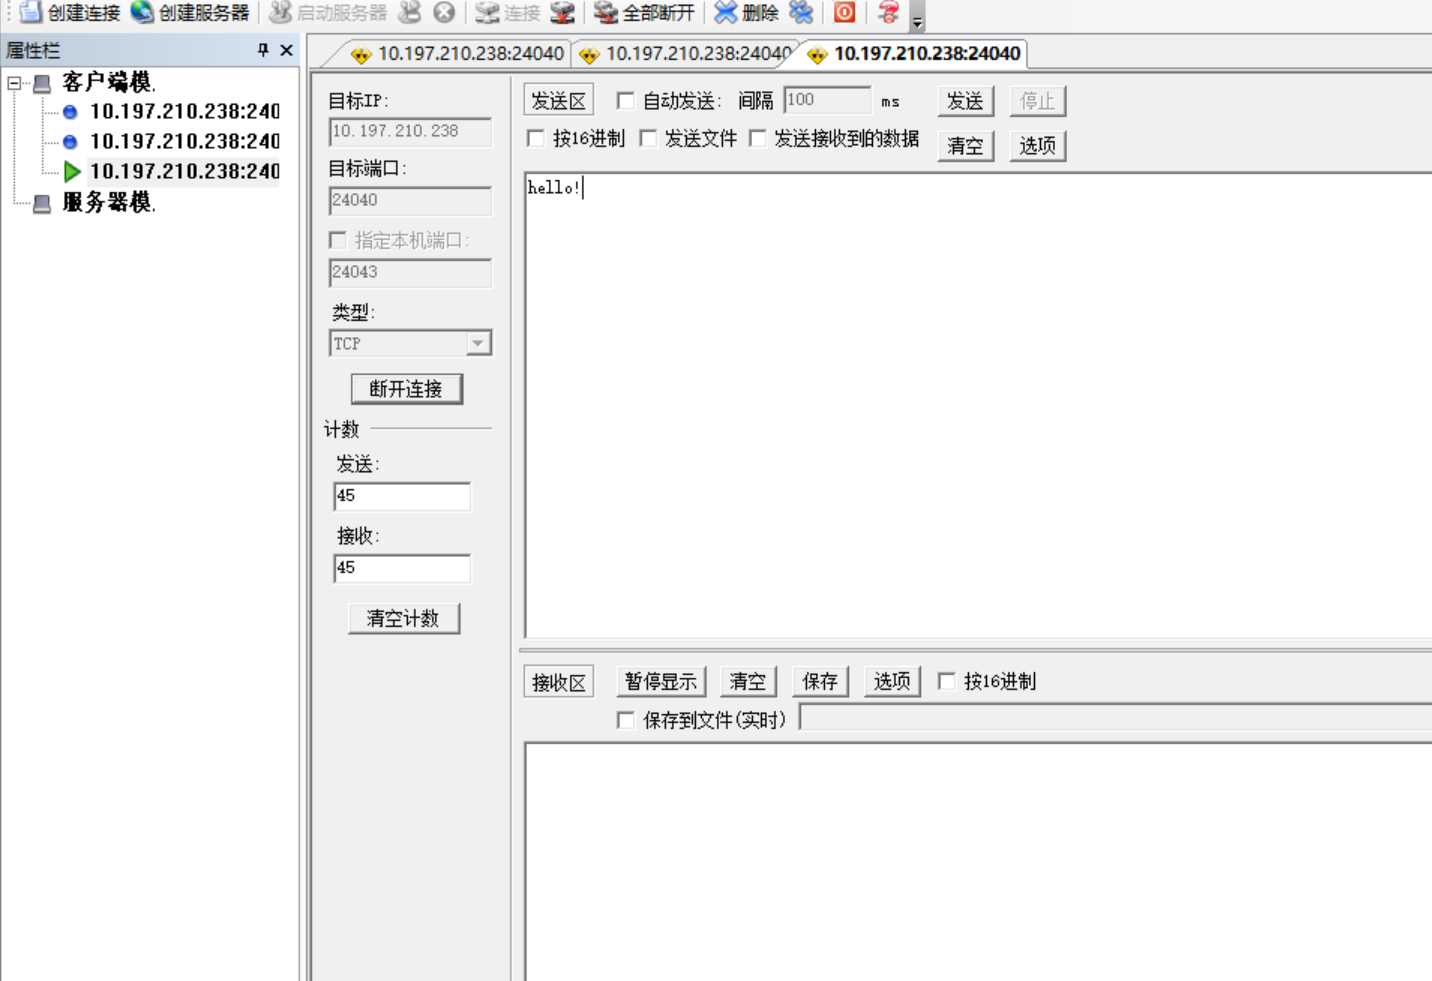 创建连接 创建服务器 启动服务器 连接 全部断开 删除
属性栏
客户端模.
10.197.210.238:240
10.197.210.238:240
10.197.210.238:240
服务器模.
10.197.210.238:24040 10.197.210.238:24040 10.197.210.238:24040
目标IP:
10.197.210.238
目标端口:
24040
指定本机端口:
24043
类型:
TCP
断开连接
计数
发送:
45
接收:
45
清空计数
发送区 自动发送: 间隔 100 ms 发送 停止
按16进制 发送文件 发送接收到的数据 清空 选项
hello!
接收区 暂停显示 清空 保存 选项 按16进制
保存到文件(实时)